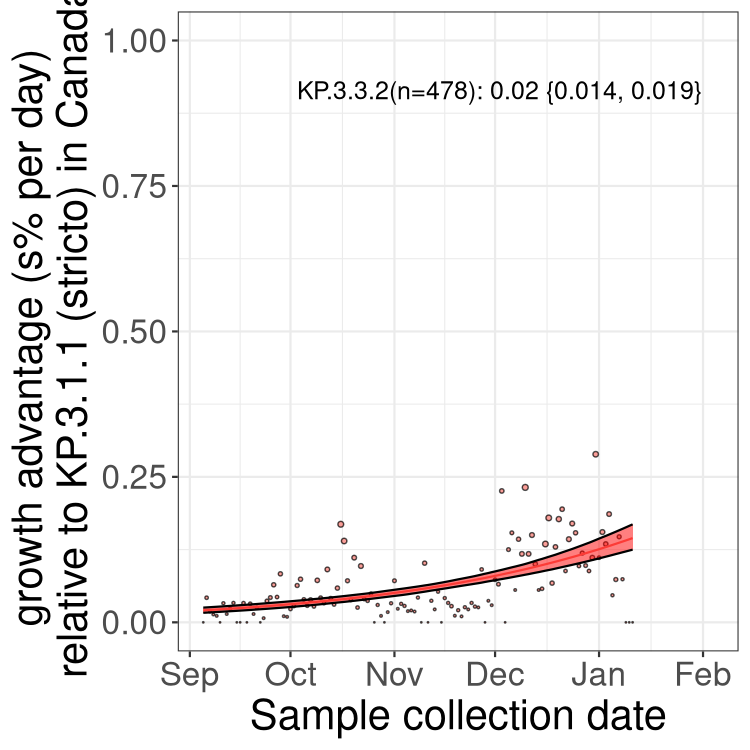 growth advantage (s% per day)
relative to KP.3.1.1 (stricto) in Canada
1.00
KP.3.3.2(n=478): 0.02 {0.014, 0.019}
0.75
0.50
0.25
0.00
Sep Oct Nov Dec Jan Feb
Sample collection date